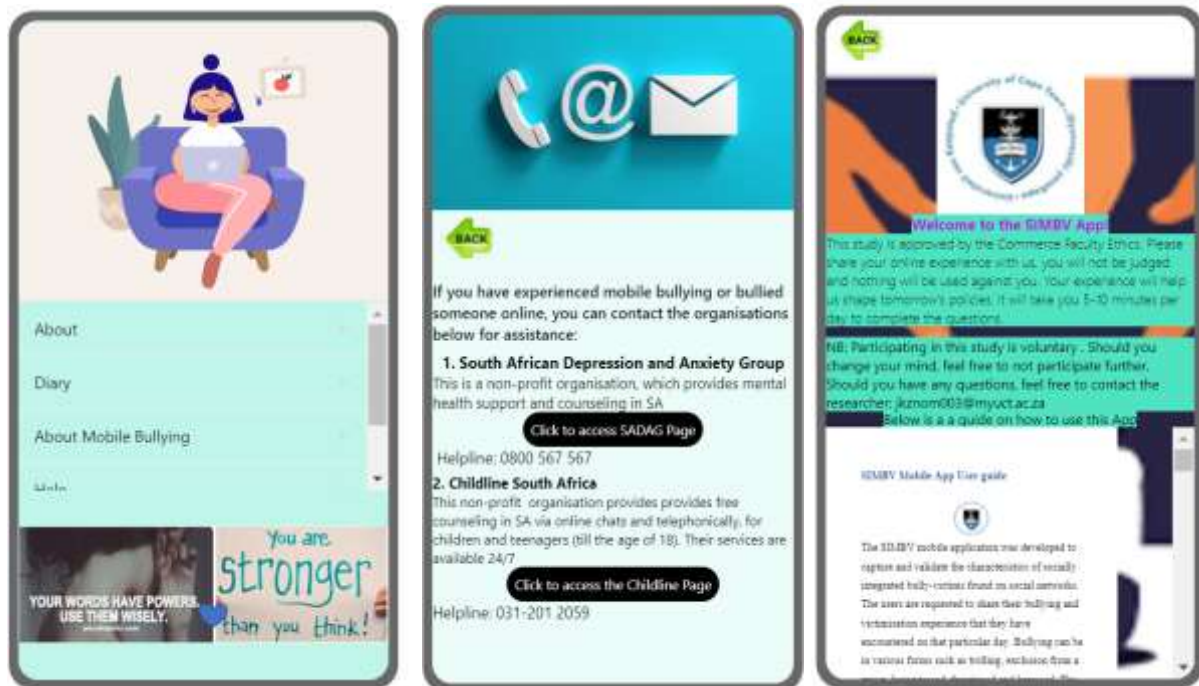 About
Diary
About Mobile Bullying
Help
YOUR WORDS HAVE POWERS.
USE THEM WISELY.
You are
stronger
than you think!
@
BACK
If you have experienced mobile bullying or bullied
someone online, you can contact the organisations
below for assistance:
1. South African Depression and Anxiety Group
This is a non-profit organisation, which provides mental
health support and counseling in SA
Click to access SADAG Page
Helpline: 0800 567 567
2. Childline South Africa
This non-profit organisation provides provides free
counseling in SA via online chats and telephonically, for
children and teenagers (till the age of 18). Their services are
available 24/7
Click to access the Childline Page
Helpline: 031-201 2059
BACK
University of Cape Town
Welcome to the SIMBV App!
This study is approved by the Commerce Faculty Ethics. Please
share your online experience with us, you will not be judged
and nothing will be used against you. Your experience will help
us shape tomorrow's policies. It will take you 5-10 minutes per
day to complete the questions.
NB: Participating in this study is voluntary . Should you
change your mind, feel free to not participate further.
Should you have any questions, feel free to contact the
researcher: jkznom003@myuct.ac.za
Below is a a guide on how to use this App
SIMBV Mobile App User guide
The SIMBV mobile application was developed to
capture and validate the characteristics of socially
integrated bully-victims found on social networks.
The users are requested to share their bullying and
victimisation experience that they have
encountered on that particular day. Bullying can be
in various forms such as trolling, exclusion from a